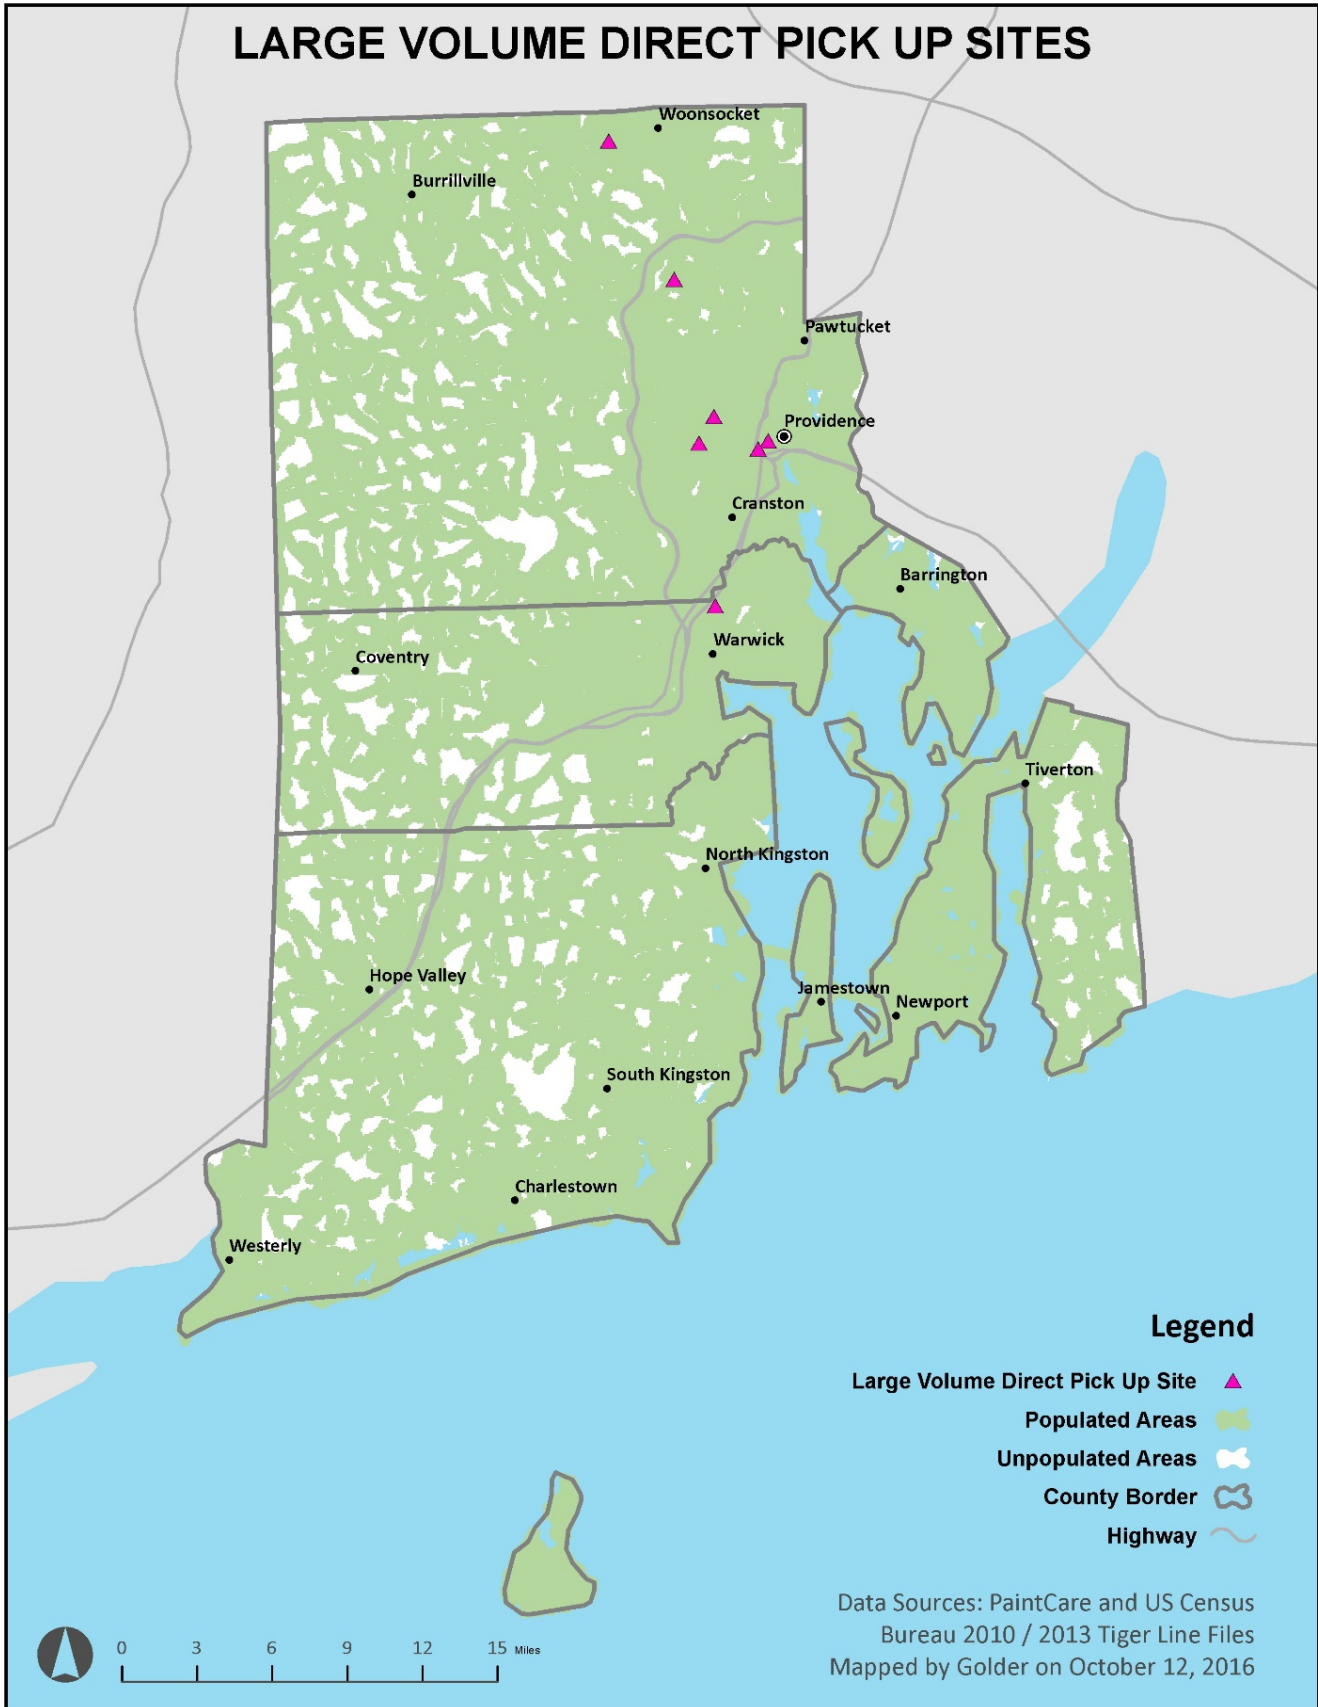 LARGE VOLUME DIRECT PICK UP SITES
Woonsocket
Burrillville
Pawtucket
Providence
Cranston
Barrington
Warwick
Coventry
Tiverton
North Kingston
Hope Valley
Jamestown
Newport
South Kingston
Charlestown
Westerly
Legend
Large Volume Direct Pick Up Site
Populated Areas
Unpopulated Areas
County Border
Highway
Data Sources: PaintCare and US Census
Bureau 2010 / 2013 Tiger Line Files
Mapped by Golder on October 12, 2016
0 3 6 9 12 15 Miles